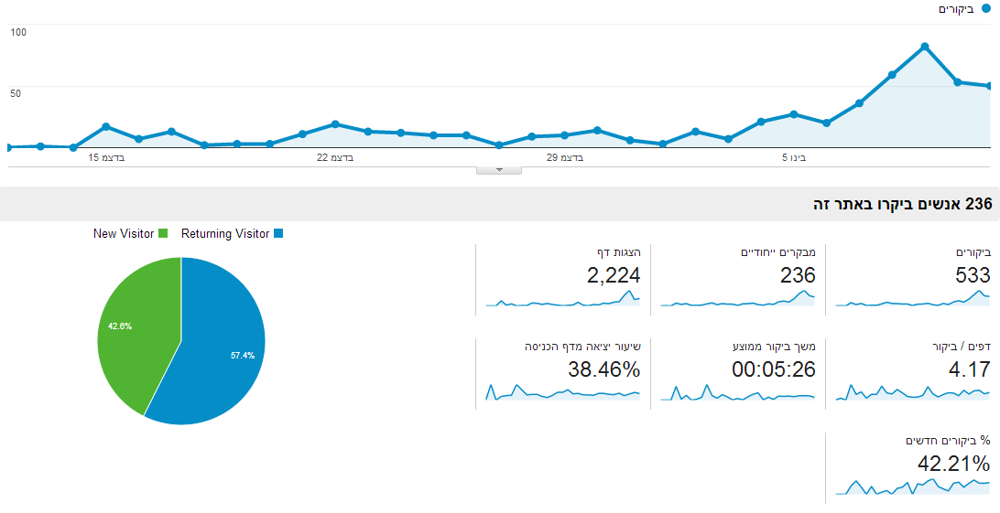 ביקורים
100
50
15 בדצמ
22 בדצמ
29 בדצמ
5 בינו
236 אנשים ביקרו באתר זה
New Visitor
Returning Visitor
42.6%
57.4%
ביקורים
533
מבקרים ייחודיים
236
הצגות דף
2,224
דפים / ביקור
4.17
משך ביקור ממוצע
00:05:26
שיעור יציאה מדף הכניסה
38.46%
% ביקורים חדשים
42.21%